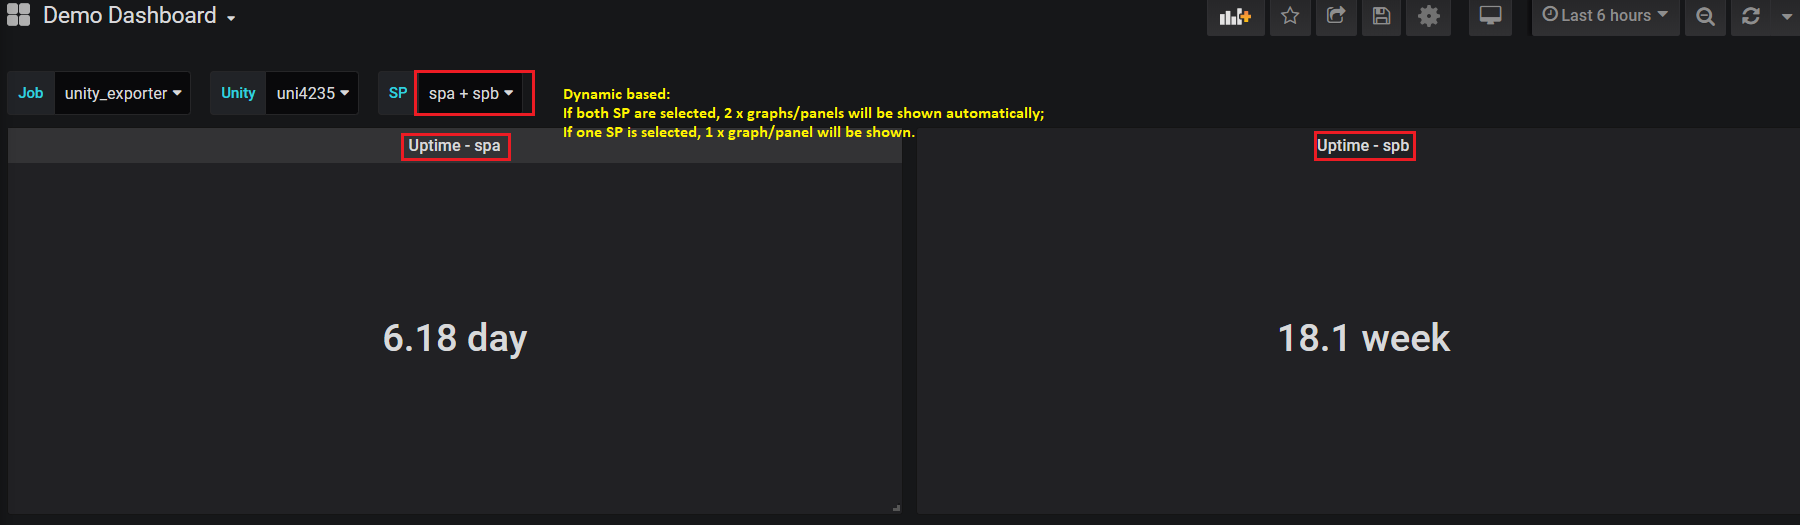 Demo Dashboard
Last 6 hours
Job unity_exporter Unity uni4235 SP spa + spb
Dynamic based:
If both SP are selected, 2 x graphs/panels will be shown automatically;
If one SP is selected, 1 x graph/panel will be shown.
Uptime - spa
Uptime - spb
6.18 day
18.1 week